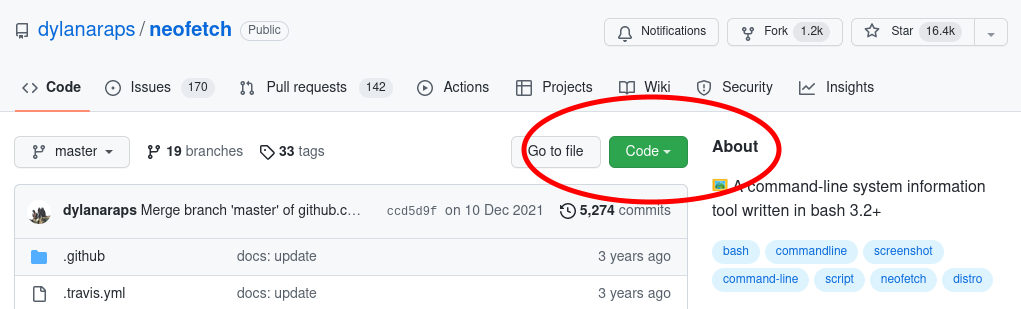 dylanaraps / neofetch Public
Notifications Fork 1.2k Star 16.4k
Code Issues 170 Pull requests 142 Actions Projects Wiki Security Insights
master 19 branches 33 tags Go to file Code
About
A command-line system information
tool written in bash 3.2+
dylanaraps Merge branch 'master' of github.c… ccd5d9f on 10 Dec 2021 5,274 commits
.github docs: update 3 years ago
.travis.yml docs: update 3 years ago
bash commandline screenshot
command-line script neofetch distro